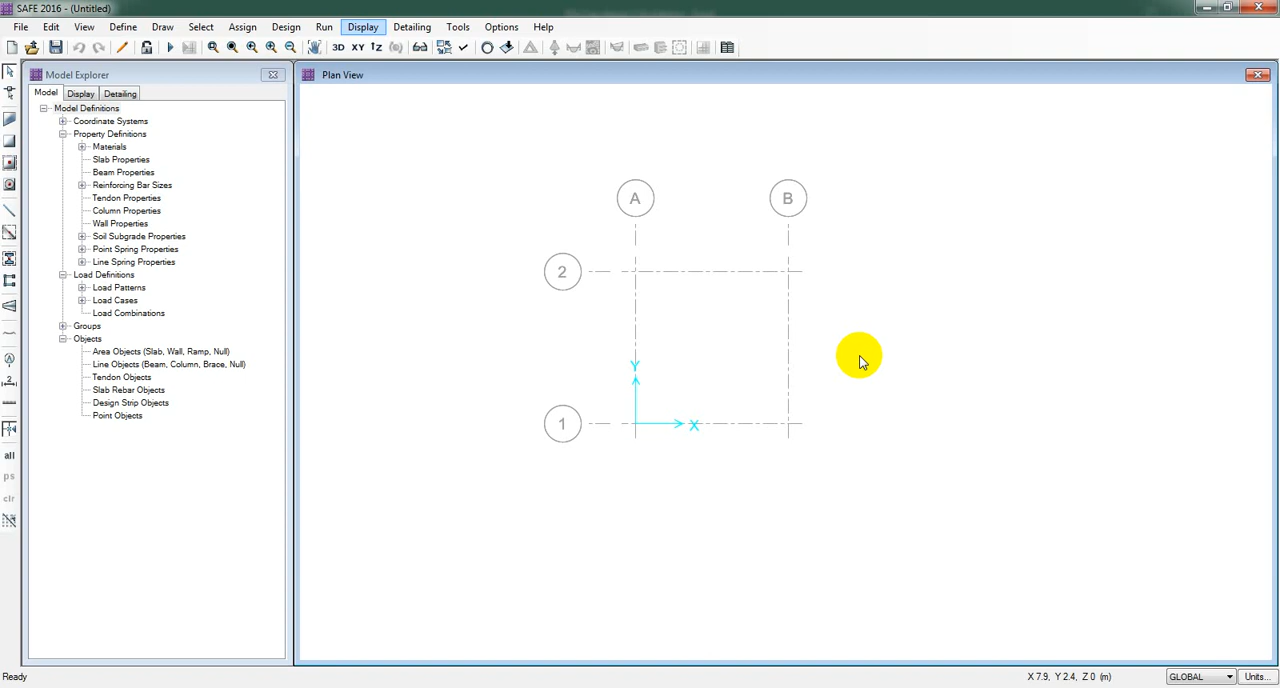 SAFE 2016 - (Untitled)
File Edit View Define Draw Select Assign Design Run Display Detailing Tools Options Help
3D XY
Model Explorer
Model Display Detailing
Model Definitions
Coordinate Systems
Property Definitions
Materials
Slab Properties
Beam Properties
Reinforcing Bar Sizes
Tendon Properties
Column Properties
Wall Properties
Soil Subgrade Properties
Point Spring Properties
Line Spring Properties
Load Definitions
Load Patterns
Load Cases
Load Combinations
Groups
Objects
Area Objects (Slab, Wall, Ramp, Null)
Line Objects (Beam, Column, Brace, Null)
Tendon Objects
Slab Rebar Objects
Design Strip Objects
Point Objects
all
ps
clr
Plan View
A B
2
Y
1 X
Ready
X 7.9, Y 2.4, Z 0 (m) GLOBAL Units...